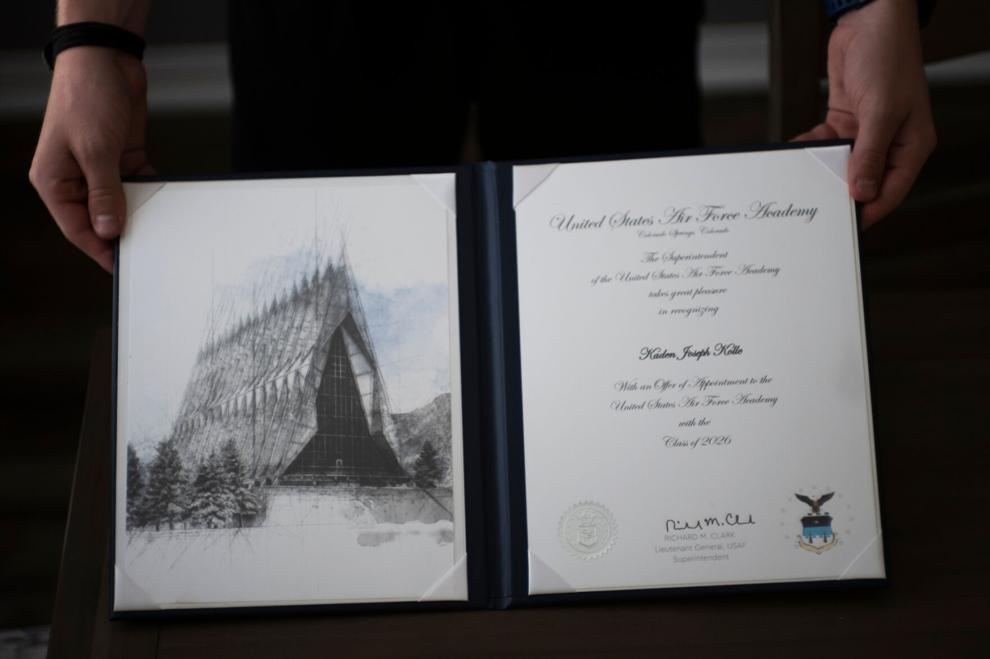 United States Air Force Academy
Colorado Springs, Colorado
The Superintendent
of the United States Air Force Academy
takes great pleasure
in recognizing
Kaden Joseph Kolle
With an Offer of Appointment to the
United States Air Force Academy
with the
Class of 2026
RICHARD M. CLARK
Lieutenant General, USAF
Superintendent